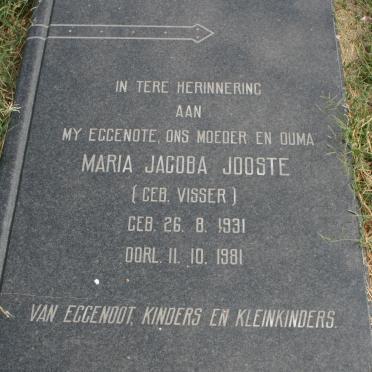 IN TERE HERINNERING
AAN
MY EGGENOTE, ONS MOEDER EN OUMA
MARIA JACOBA JOOSTE
(GEB. VISSER)
GEB. 26. 8. 1931
OORL. 11. 10. 1981
VAN EGGENOOT, KINDERS EN KLEINKINDERS.